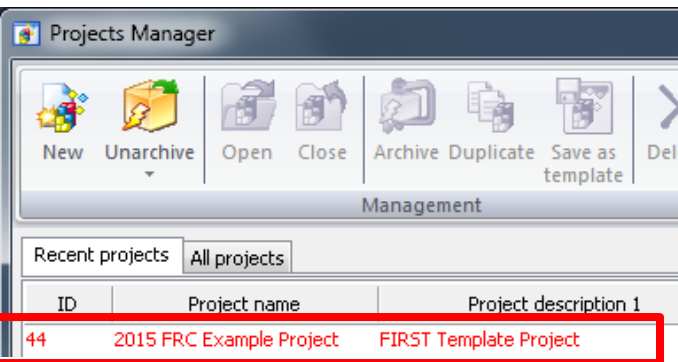 Projects Manager
New Unarchive Open Close Archive Duplicate Save as template Del
Management
Recent projects All projects
ID Project name Project description 1
44 2015 FRC Example Project FIRST Template Project